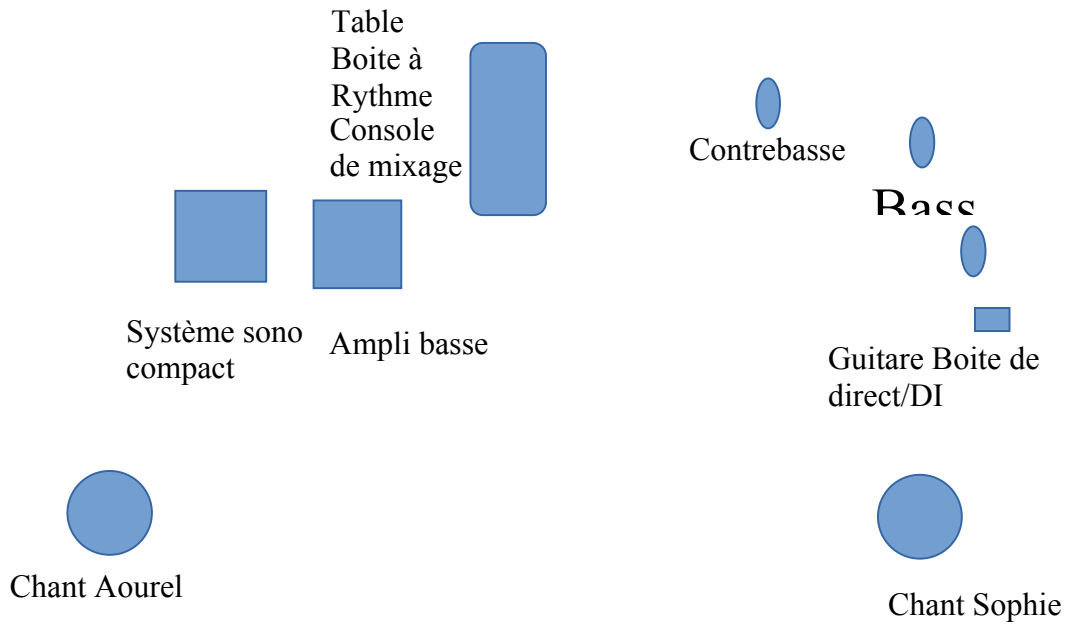 Table
Boite à
Rythme
Console
de mixage
Contrebasse
Bass
Système sono
compact
Ampli basse
Guitare Boite de
direct/DI
Chant Aourel
Chant Sophie